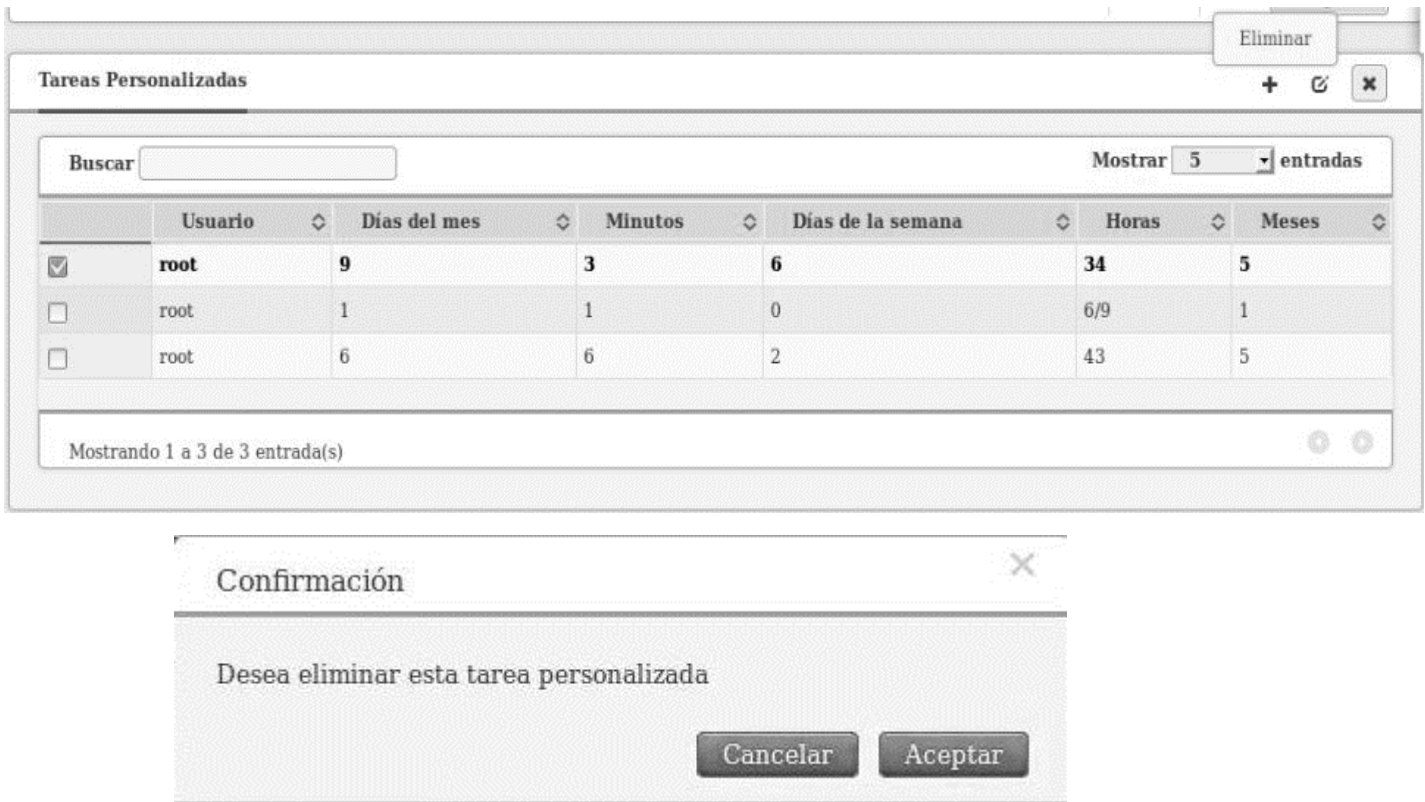 Eliminar
Tareas Personalizadas
Buscar Mostrar 5 entradas
Usuario Días del mes Minutos Días de la semana Horas Meses
root 9 3 6 34 5
root 1 1 0 6/9 1
root 6 6 2 43 5
Mostrando 1 a 3 de 3 entrada(s)
Confirmación
Desea eliminar esta tarea personalizada
Cancelar Aceptar